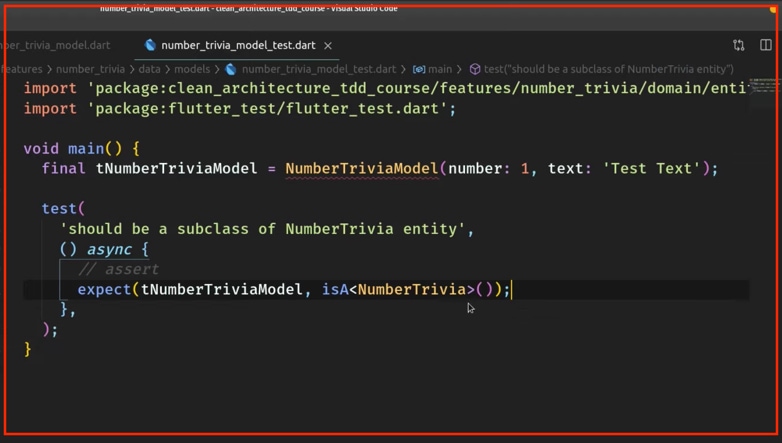 number_trivia_model_test.dart - clean_architecture_tdd_course - Visual Studio Code
ber_trivia_model.dart number_trivia_model_test.dart ×
features > number_trivia > data > models > number_trivia_model_test.dart > main > test("should be a subclass of NumberTrivia entity")
import 'package:clean_architecture_tdd_course/features/number_trivia/domain/enti
import 'package:flutter_test/flutter_test.dart';
void main() {
final tNumberTriviaModel = NumberTriviaModel(number: 1, text: 'Test Text');
test(
'should be a subclass of NumberTrivia entity',
() async {
// assert
expect(tNumberTriviaModel, isA<NumberTrivia>());
},
);
}